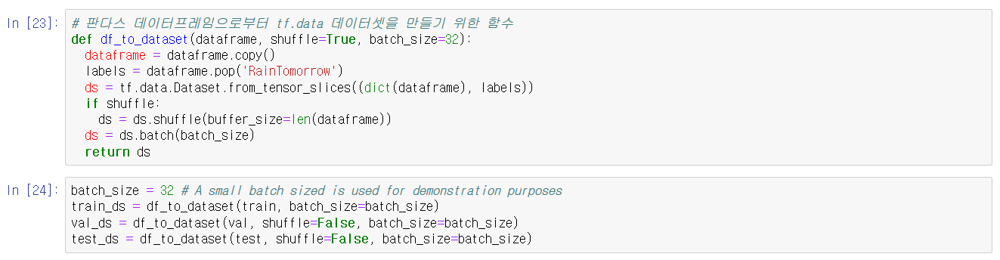 In [23]: # 판다스 데이터프레임으로부터 tf.data 데이터셋을 만들기 위한 함수
def df_to_dataset(dataframe, shuffle=True, batch_size=32):
  dataframe = dataframe.copy()
  labels = dataframe.pop('RainTomorrow')
  ds = tf.data.Dataset.from_tensor_slices((dict(dataframe), labels))
  if shuffle:
    ds = ds.shuffle(buffer_size=len(dataframe))
  ds = ds.batch(batch_size)
  return ds
In [24]: batch_size = 32 # A small batch sized is used for demonstration purposes
train_ds = df_to_dataset(train, batch_size=batch_size)
val_ds = df_to_dataset(val, shuffle=False, batch_size=batch_size)
test_ds = df_to_dataset(test, shuffle=False, batch_size=batch_size)